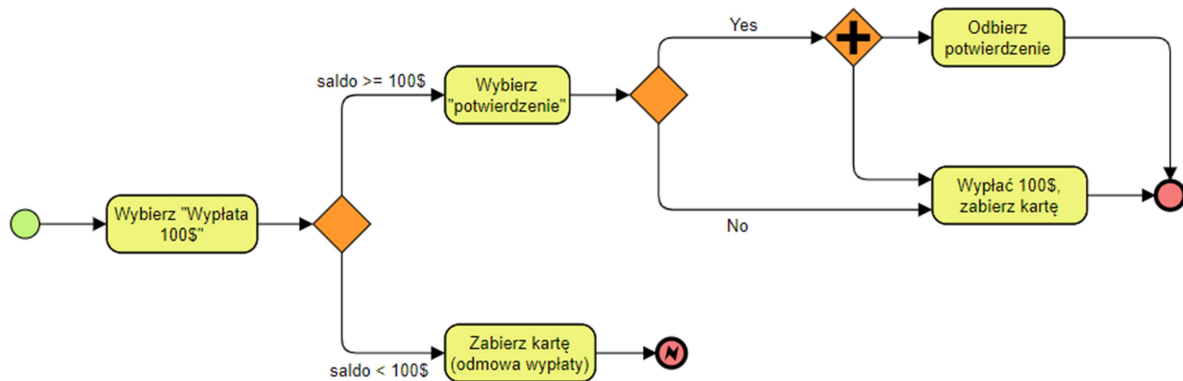 Yes
Odbierz
potwierdzenie
saldo >= 100$
Wybierz
"potwierdzenie"
Wypłać 100$,
zabierz kartę
Wybierz "Wypłata
100$"
No
Zabierz kartę
(odmowa wypłaty)
saldo < 100$